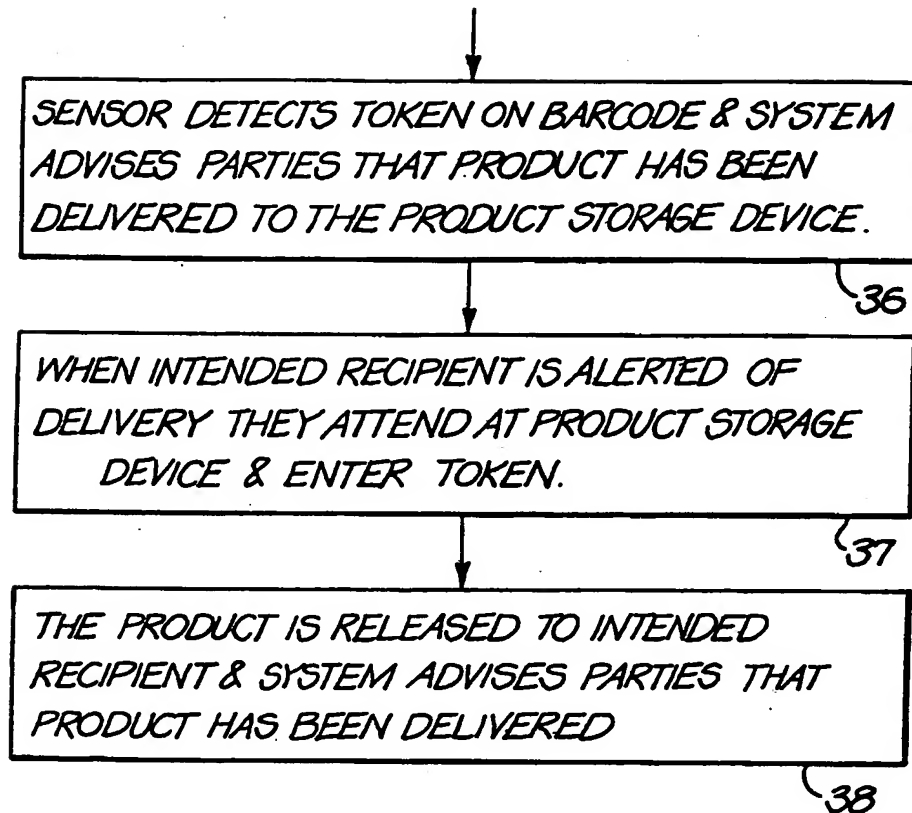 SENSOR DETECTS TOKEN ON BARCODE & SYSTEM
ADVISES PARTIES THAT PRODUCT HAS BEEN
DELIVERED TO THE PRODUCT STORAGE DEVICE.
36
WHEN INTENDED RECIPIENT IS ALERTED OF
DELIVERY THEY ATTEND AT PRODUCT STORAGE
DEVICE & ENTER TOKEN.
37
THE PRODUCT IS RELEASED TO INTENDED
RECIPIENT & SYSTEM ADVISES PARTIES THAT
PRODUCT HAS BEEN DELIVERED
38